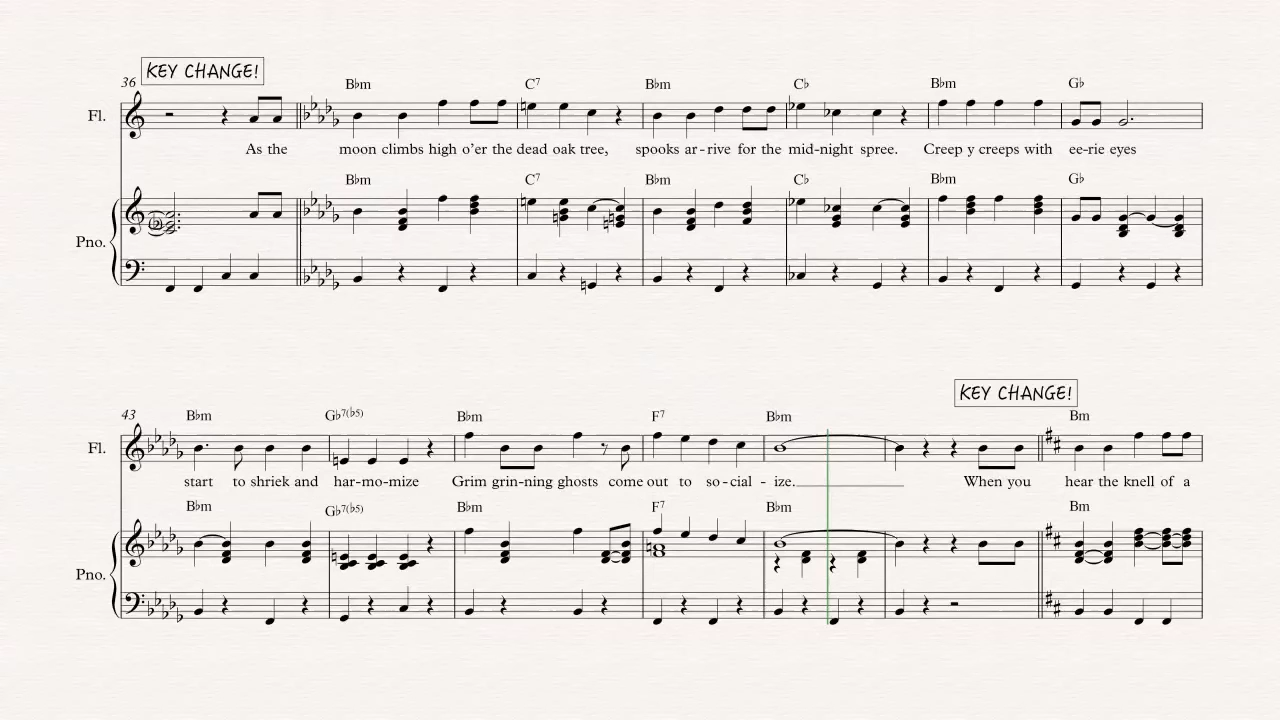 KEY CHANGE!
36
B♭m C7 B♭m C♭ B♭m G♭
Fl.
As the moon climbs high o'er the dead oak tree, spooks ar-rive for the mid-night spree. Creep y creeps with ee-rie eyes
B♭m C7 B♭m C♭ B♭m G♭
Pno.
KEY CHANGE!
43
B♭m G♭7(♭5) B♭m F7 B♭m Bm
Fl.
start to shriek and har-mo-mize Grim grin-ning ghosts come out to so-cial - ize. When you hear the knell of a
B♭m G♭7(♭5) B♭m F7 B♭m Bm
Pno.